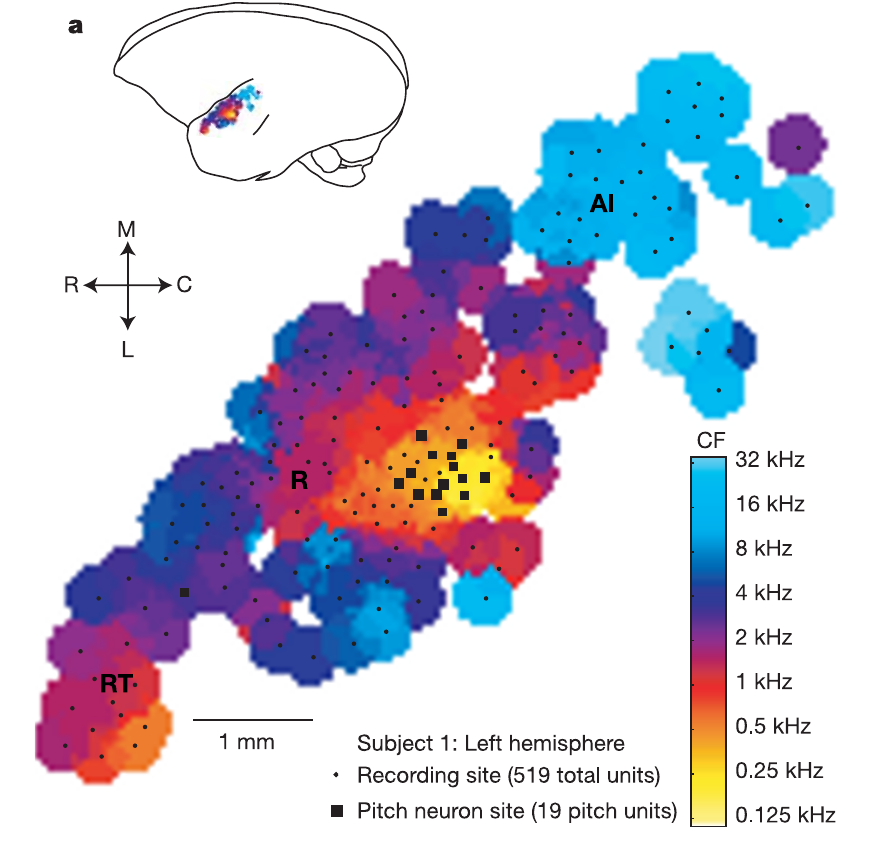 a
M
R C
L
AI
R
RT
1 mm
Subject 1: Left hemisphere
Recording site (519 total units)
Pitch neuron site (19 pitch units)
CF
32 kHz
16 kHz
8 kHz
4 kHz
2 kHz
1 kHz
0.5 kHz
0.25 kHz
0.125 kHz